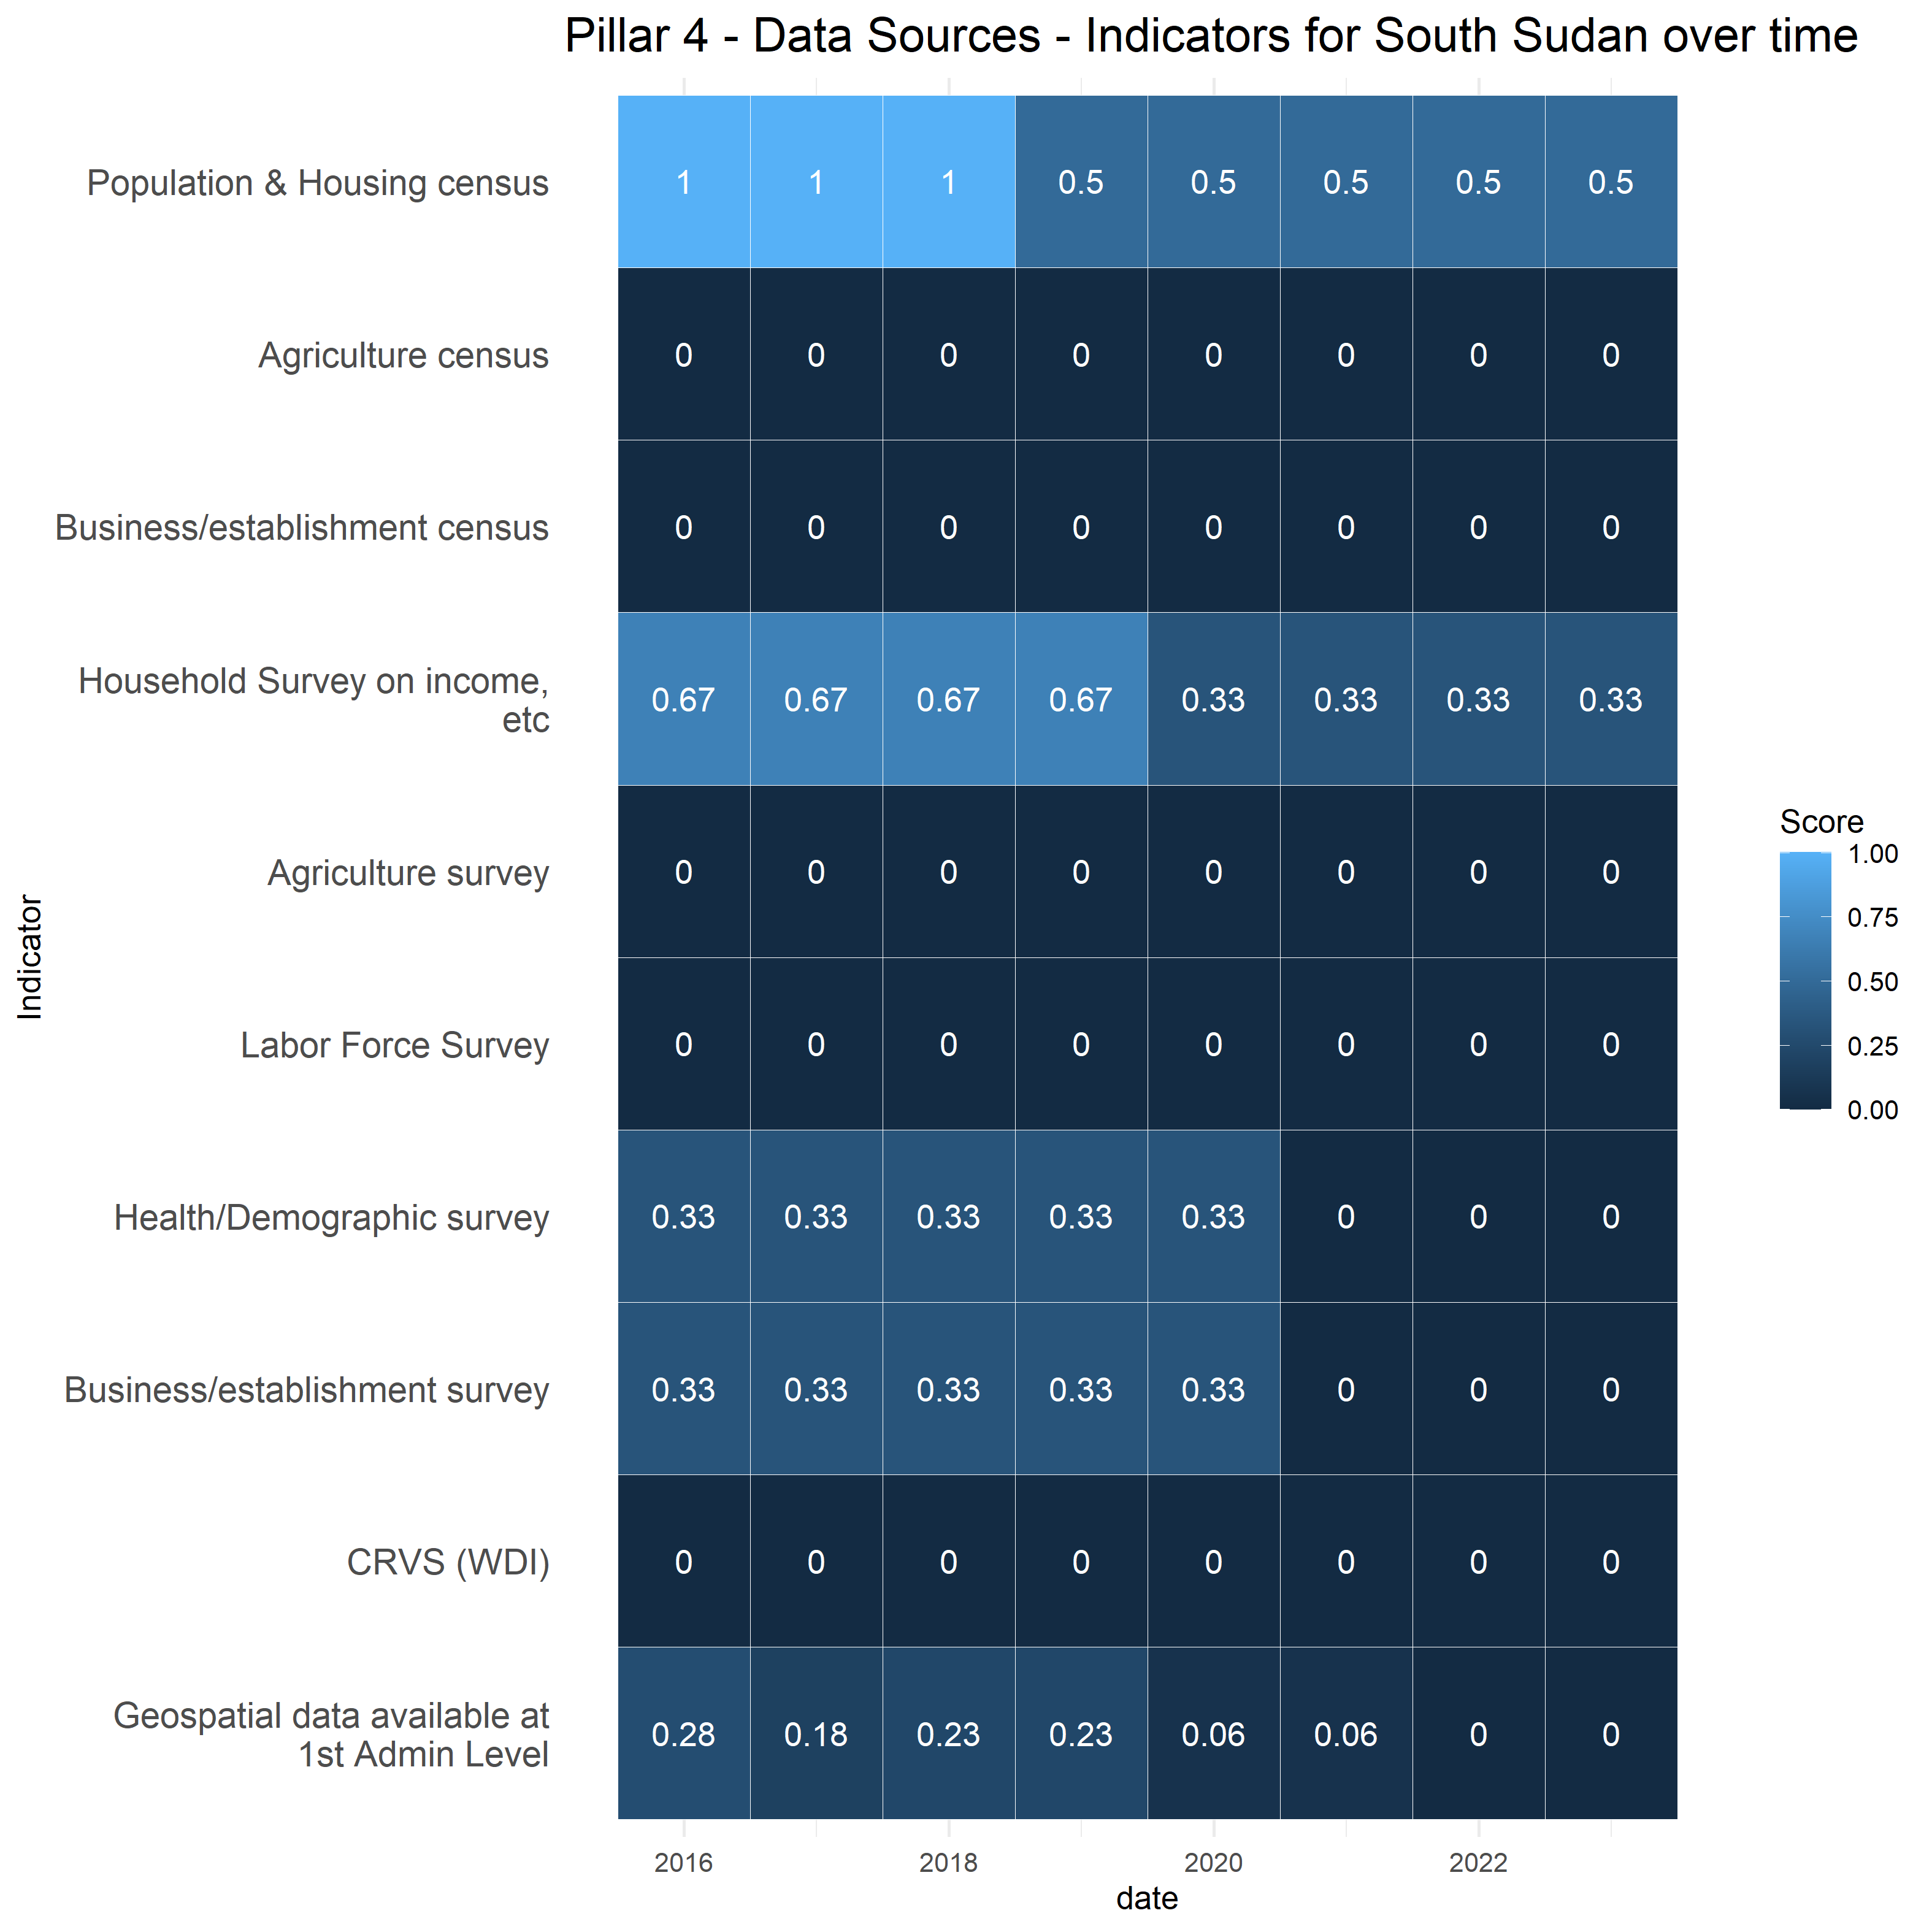 Pillar 4 - Data Sources - Indicators for South Sudan over time
Population & Housing census
1 1 1 0.5 0.5 0.5 0.5 0.5
Agriculture census
0 0 0 0 0 0 0 0
Business/establishment census
0 0 0 0 0 0 0 0
Household Survey on income,
etc
0.67 0.67 0.67 0.67 0.33 0.33 0.33 0.33
Agriculture survey
0 0 0 0 0 0 0 0
Labor Force Survey
0 0 0 0 0 0 0 0
Health/Demographic survey
0.33 0.33 0.33 0.33 0.33 0 0 0
Business/establishment survey
0.33 0.33 0.33 0.33 0.33 0 0 0
CRVS (WDI)
0 0 0 0 0 0 0 0
Geospatial data available at
1st Admin Level
0.28 0.18 0.23 0.23 0.06 0.06 0 0
2016 2018 2020 2022
date
Indicator
Score
1.00
0.75
0.50
0.25
0.00